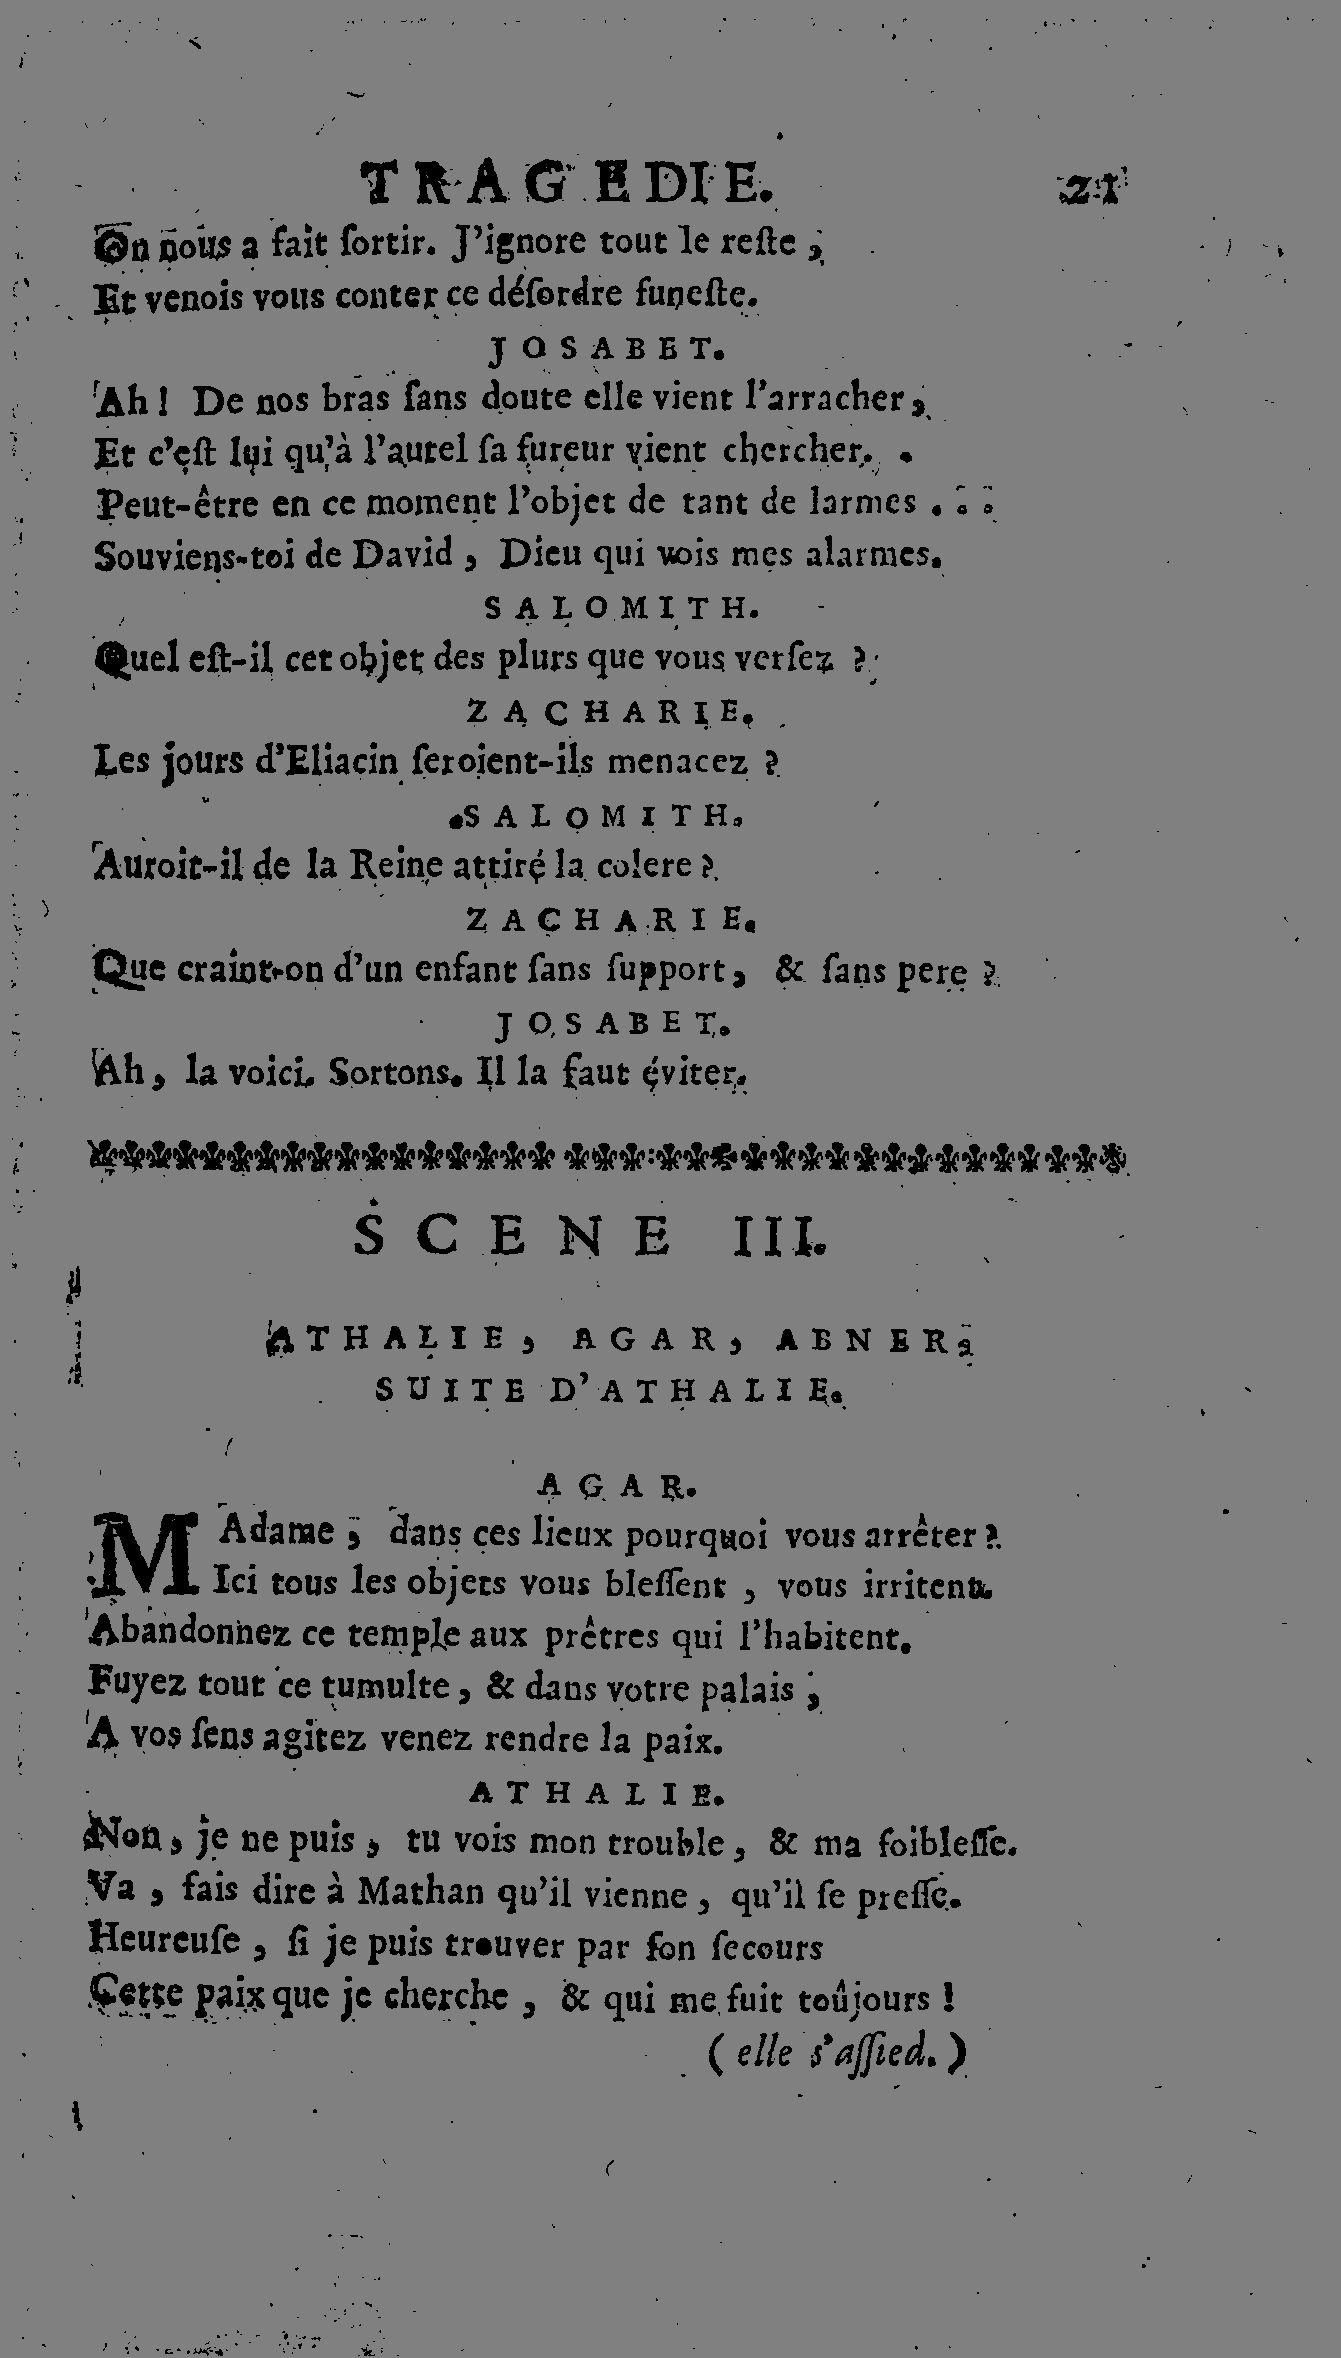 TRAGEDIE. 21
On nous a fait ſortir. J'ignore tout le reſte,
Et venois vous conter ce déſordre funeſte.
JOSABET.
Ah! De nos bras ſans doute elle vient l'arracher,
Et c'eſt lui qu'à l'autel ſa fureur vient chercher.
Peut-être en ce moment l'objet de tant de larmes...
Souviens-toi de David, Dieu qui vois mes alarmes.
SALOMITH.
Quel eſt-il cet objet des plurs que vous verſez?
ZACHARIE.
Les jours d'Eliacin ſeroient-ils menacez?
SALOMITH.
Auroit-il de la Reine attiré la colere?
ZACHARIE.
Que craint-on d'un enfant ſans ſupport, & ſans pere?
JOSABET.
Ah, la voici. Sortons. Il la faut éviter.
SCENE III.
ATHALIE, AGAR, ABNER,
SUITE D'ATHALIE.
AGAR.
MAdame, dans ces lieux pourquoi vous arrêter?
Ici tous les objets vous bleſſent, vous irritent.
Abandonnez ce temple aux prêtres qui l'habitent.
Fuyez tout ce tumulte, & dans votre palais,
A vos ſens agitez venez rendre la paix.
ATHALIE.
Non, je ne puis, tu vois mon trouble, & ma foibleſſe.
Va, fais dire à Mathan qu'il vienne, qu'il ſe preſſe.
Heureuſe, ſi je puis trouver par ſon ſecours
Cette paix que je cherche, & qui me fuit toûjours!
(elle s'aſſied.)